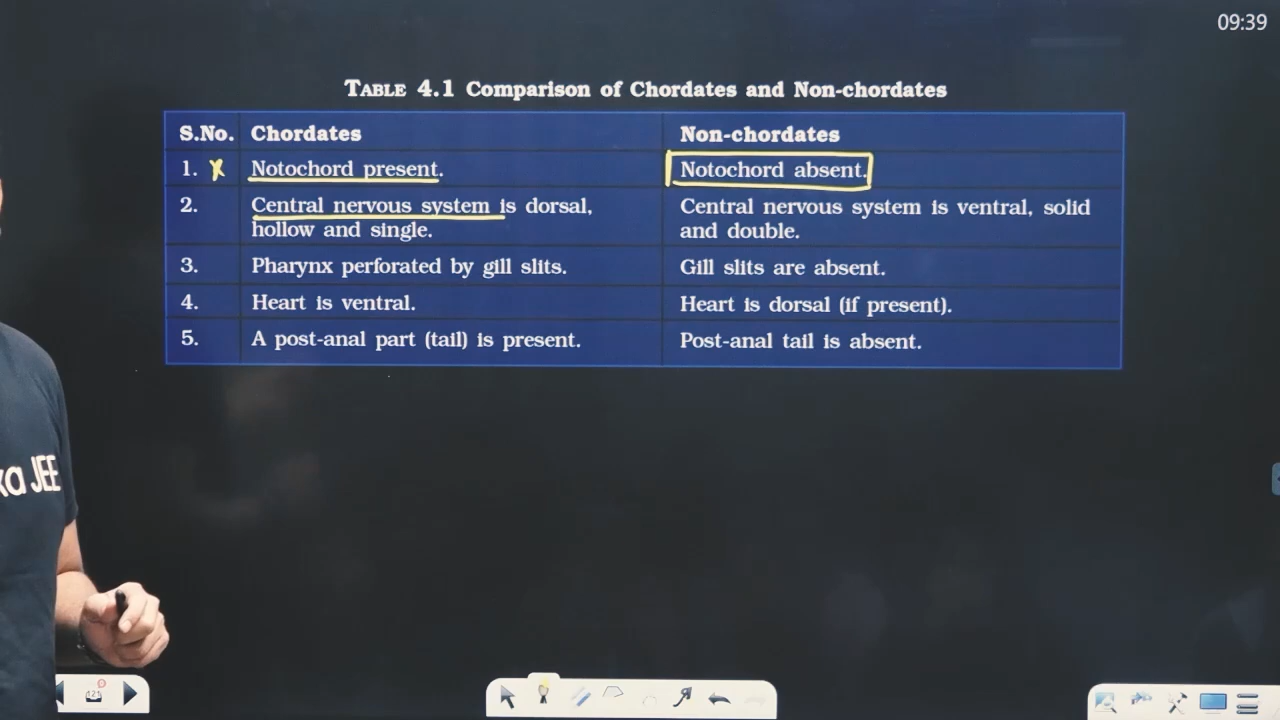 09:39
TABLE 4.1 Comparison of Chordates and Non-chordates
S.No. Chordates Non-chordates
1. Notochord present. Notochord absent.
2. Central nervous system is dorsal, Central nervous system is ventral, solid
hollow and single. and double.
3. Pharynx perforated by gill slits. Gill slits are absent.
4. Heart is ventral. Heart is dorsal (if present).
5. A post-anal part (tail) is present. Post-anal tail is absent.
JEE
121